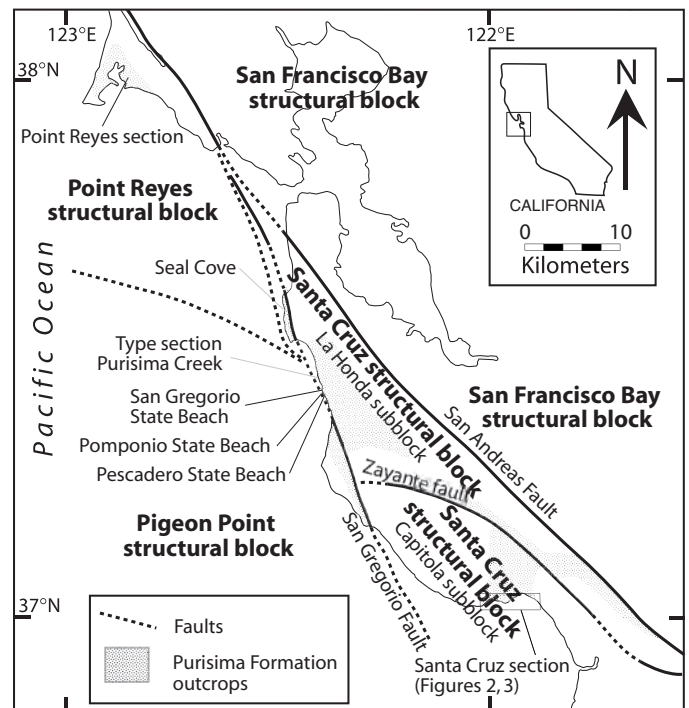 123°E
122°E
38°N
San Francisco Bay
structural block
N
Point Reyes section
CALIFORNIA
0 10
Kilometers
Point Reyes
structural block
Seal Cove
Pacific Ocean
Santa Cruz structural block
La Honda subblock
Type section
Purisima Creek
San Gregorio
State Beach
San Francisco Bay
structural block
Pomponio State Beach
San Andreas Fault
Pescadero State Beach
Zayante fault
Pigeon Point
structural block
Santa Cruz
structural block
Capitola subblock
San Gregorio Fault
37°N
Faults
Purisima Formation
outcrops
Santa Cruz section
(Figures 2, 3)